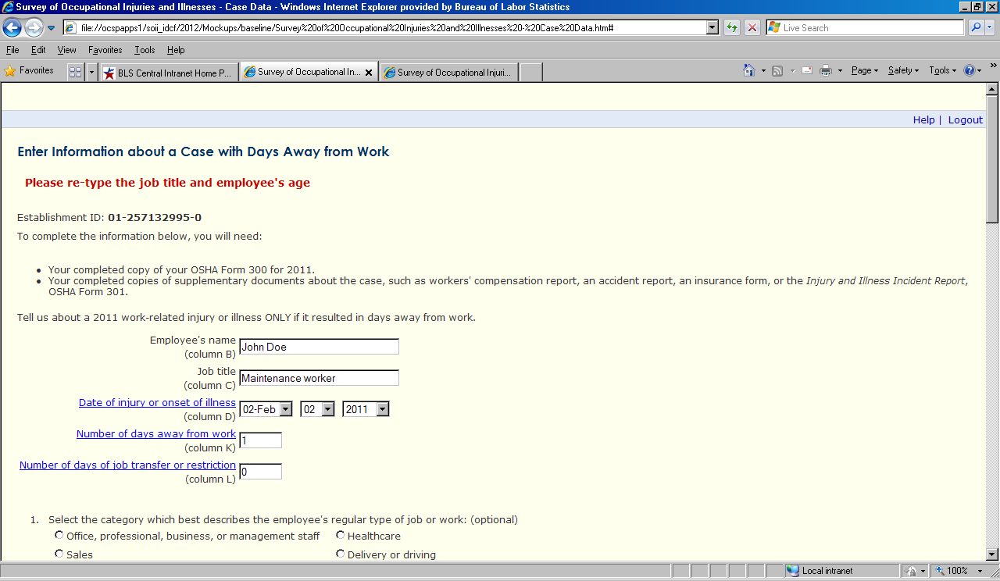 Survey of Occupational Injuries and Illnesses - Case Data - Windows Internet Explorer provided by Bureau of Labor Statistics
file://ocspapps1/soii_idcf/2012/Mockups/baseline/Survey%20of%20Occupational%20Injuries%20and%20Illnesses%20-%20Case%20Data.htm#
Live Search
File Edit View Favorites Tools Help
Favorites
BLS Central Intranet Home P...
Survey of Occupational In...
Survey of Occupational Injuri...
Page Safety Tools
Help | Logout
Enter Information about a Case with Days Away from Work
Please re-type the job title and employee's age
Establishment ID: 01-257132995-0
To complete the information below, you will need:
• Your completed copy of your OSHA Form 300 for 2011.
• Your completed copies of supplementary documents about the case, such as workers' compensation report, an accident report, an insurance form, or the Injury and Illness Incident Report,
OSHA Form 301.
Tell us about a 2011 work-related injury or illness ONLY if it resulted in days away from work.
Employee's name
(column B)
John Doe
Job title
(column C)
Maintenance worker
Date of injury or onset of illness
(column D)
02-Feb 02 2011
Number of days away from work
(column K)
1
Number of days of job transfer or restriction
(column L)
0
1. Select the category which best describes the employee's regular type of job or work: (optional)
Office, professional, business, or management staff Healthcare
Sales Delivery or driving
Local intranet
100%